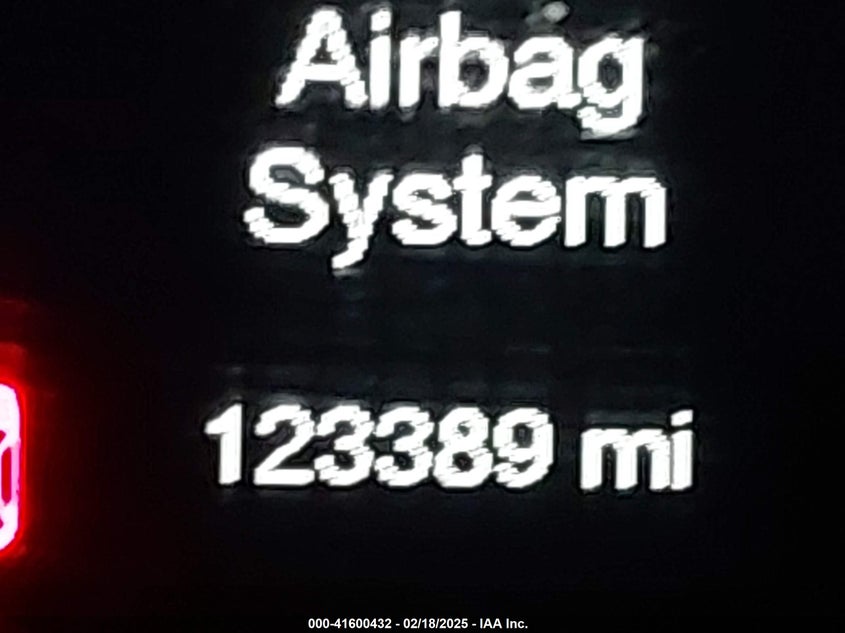 Airbag
System
123389 mi
000-41600432 - 02/18/2025 - IAA Inc.